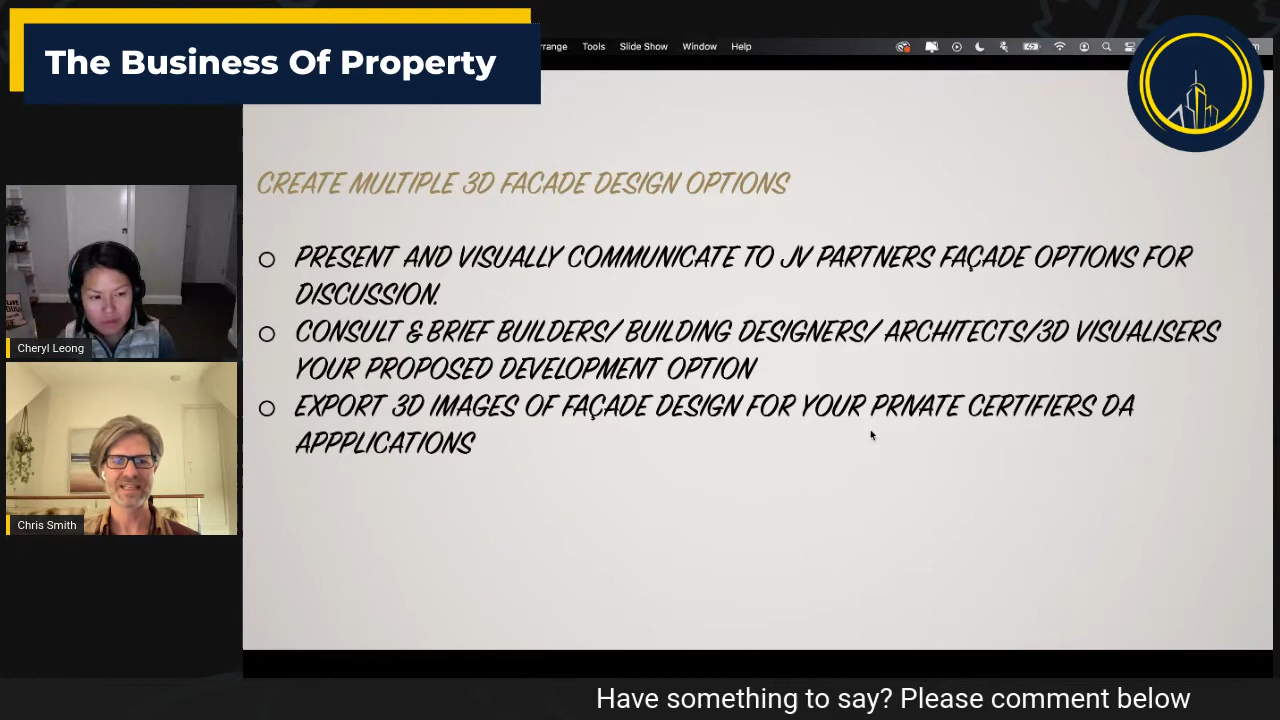 The Business Of Property
Tools Slide Show Window Help
CREATE MULTIPLE 3D FACADE DESIGN OPTIONS
PRESENT AND VISUALLY COMMUNICATE TO JV PARTNERS FAÇADE OPTIONS FOR
DISCUSSION.
CONSULT & BRIEF BUILDERS/ BUILDING DESIGNERS/ ARCHITECTS/3D VISUALISERS
YOUR PROPOSED DEVELOPMENT OPTION
EXPORT 3D IMAGES OF FAÇADE DESIGN FOR YOUR PRIVATE CERTIFIERS DA
APPPLICATIONS
Cheryl Leong
Chris Smith
Have something to say? Please comment below